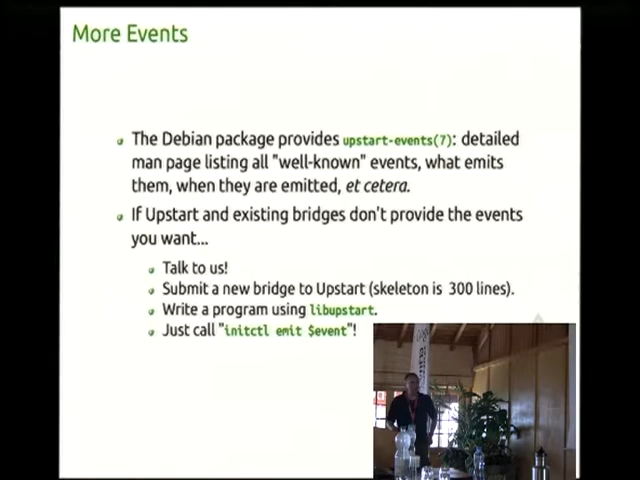 More Events
The Debian package provides upstart-events(7): detailed
man page listing all "well-known" events, what emits
them, when they are emitted, et cetera.
If Upstart and existing bridges don't provide the events
you want...
Talk to us!
Submit a new bridge to Upstart (skeleton is 300 lines).
Write a program using libupstart.
Just call "initctl emit $event"!